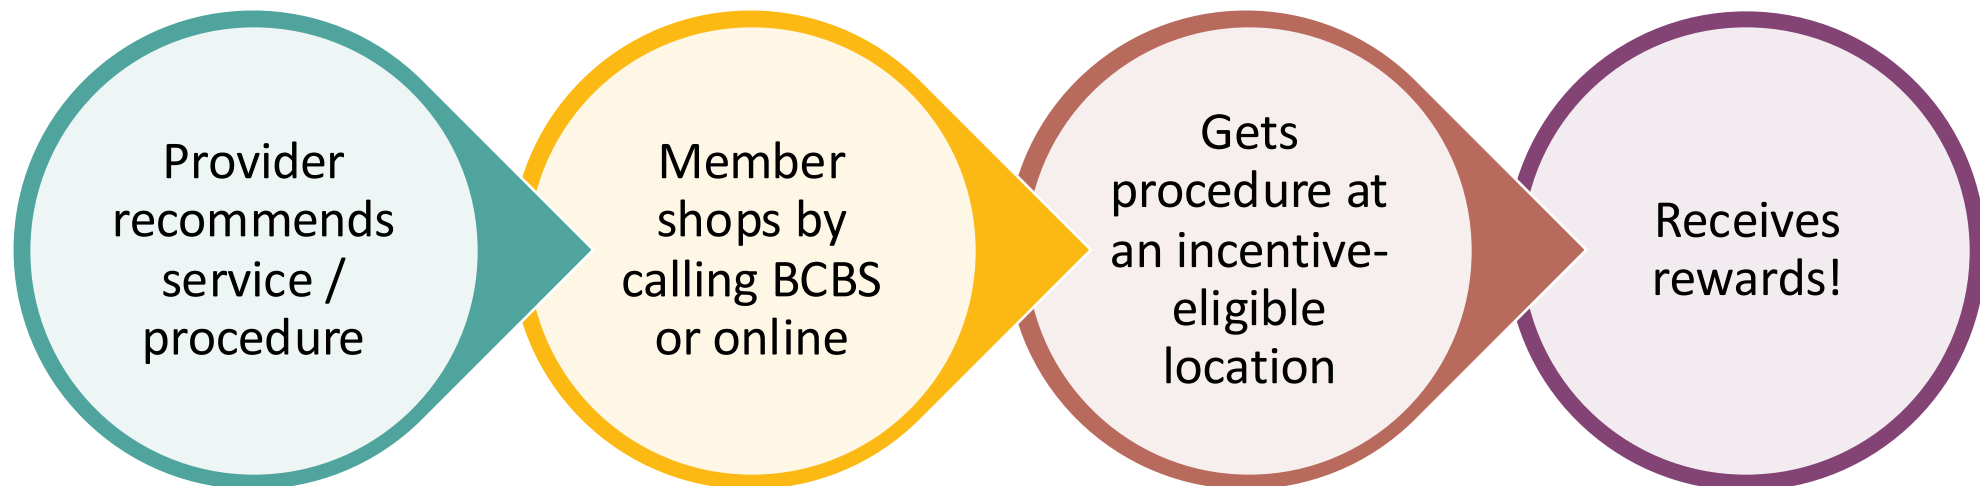 Provider
recommends
service /
procedure
Member
shops by
calling BCBS
or online
Gets
procedure at
an incentive-
eligible
location
Receives
rewards!